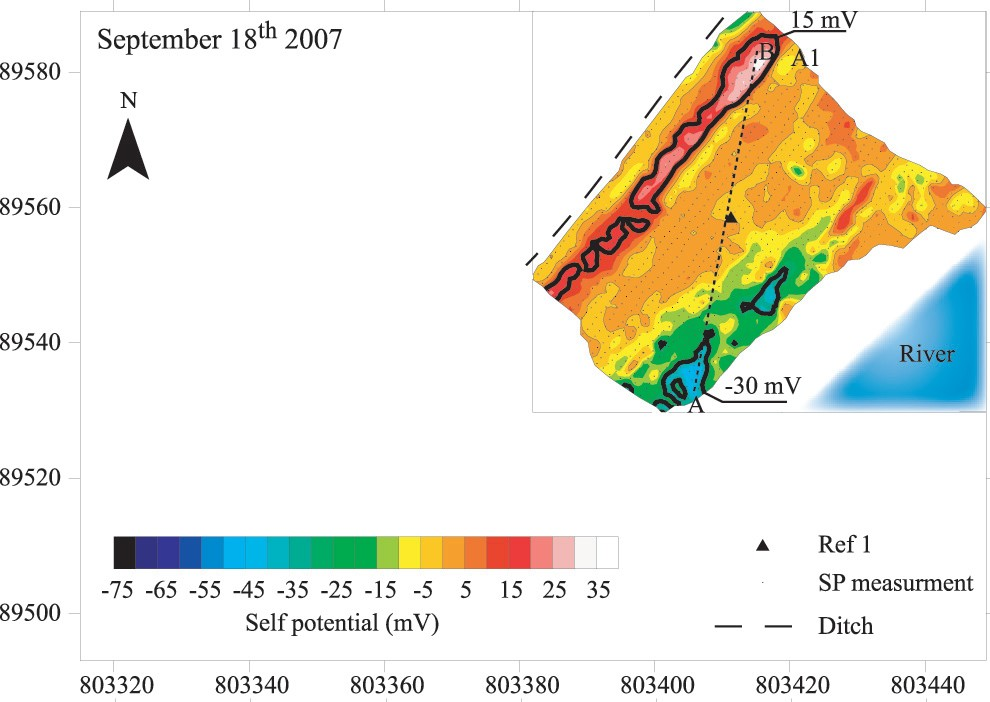 September 18th 2007
15 mV
B
A1
89580
N
89560
89540
River
-30 mV
A
89520
-75 -65 -55 -45 -35 -25 -15 -5 5 15 25 35
Self potential (mV)
Ref 1
SP measurment
Ditch
89500
803320 803340 803360 803380 803400 803420 803440